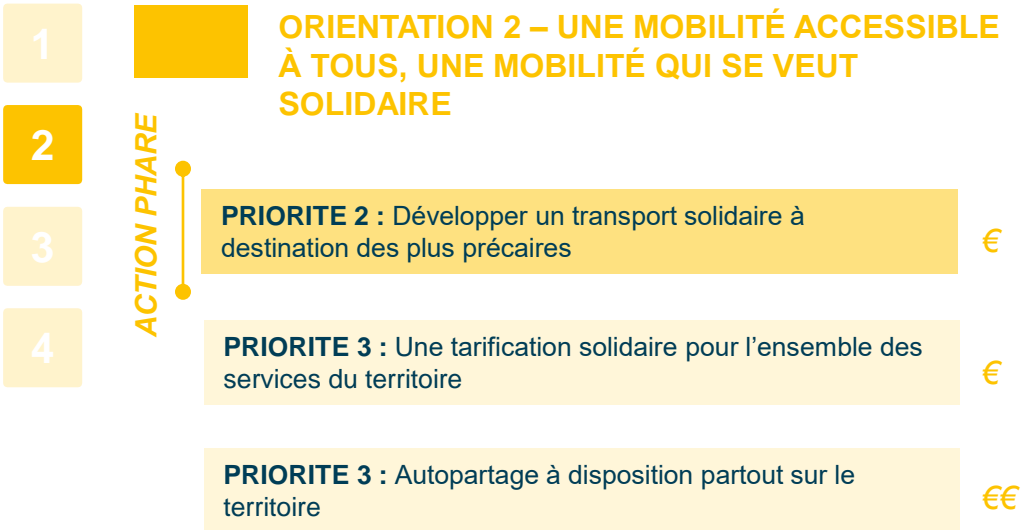 1
2
3
4
ORIENTATION 2 – UNE MOBILITÉ ACCESSIBLE
À TOUS, UNE MOBILITÉ QUI SE VEUT
SOLIDAIRE
ACTION PHARE
PRIORITE 2 : Développer un transport solidaire à
destination des plus précaires
€
PRIORITE 3 : Une tarification solidaire pour l’ensemble des
services du territoire
€
PRIORITE 3 : Autopartage à disposition partout sur le
territoire
€€